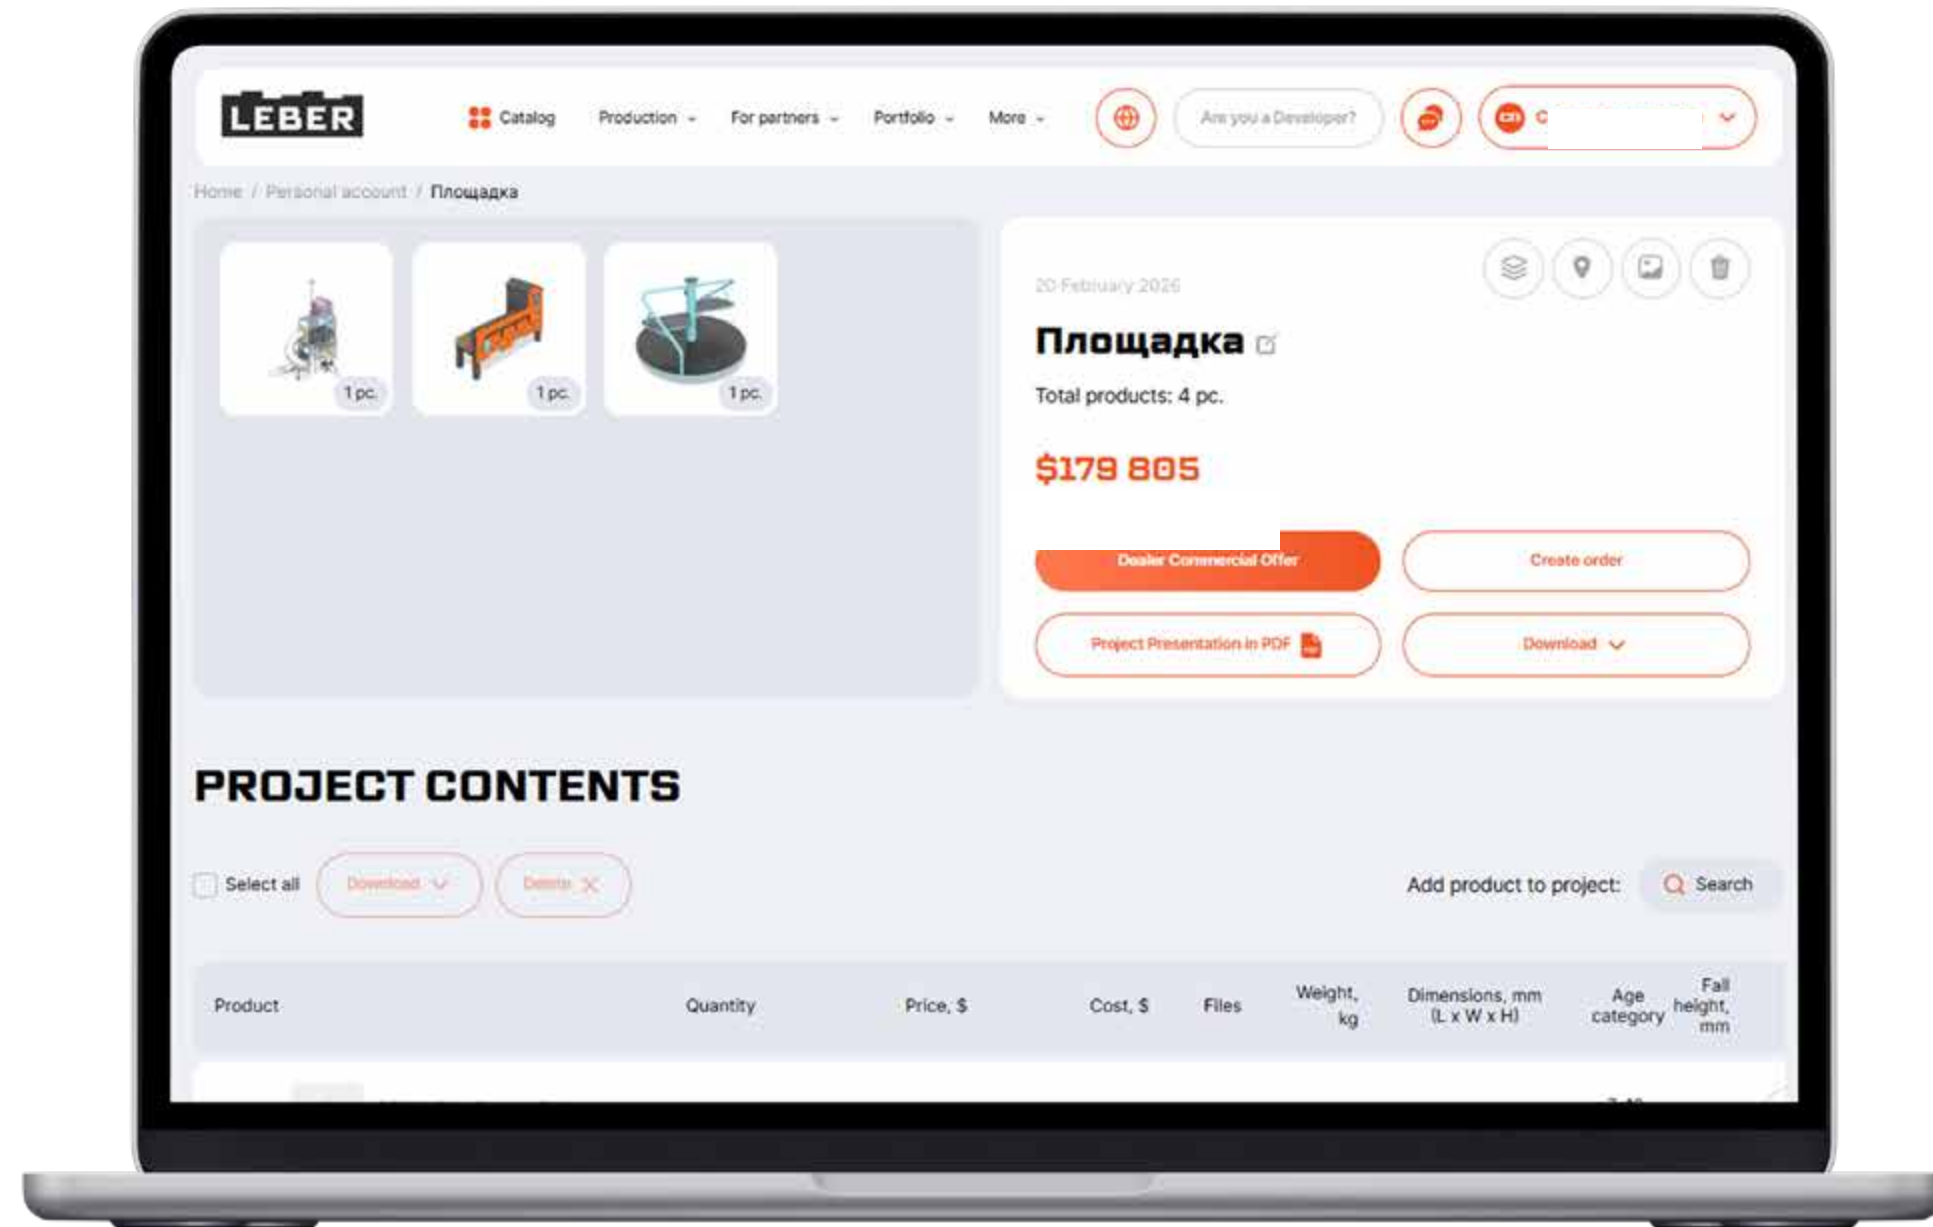 LEBER
Catalog
Production
For partners
Portfolio
More
Are you a Developer?
C
Home / Personal account / Площадка
1 pc.
1 pc.
1 pc.
20 February 2026
Площадка
Total products: 4 pc.
$179 805
Dealer Commercial Offer
Create order
Project Presentation in PDF
Download
PROJECT CONTENTS
Select all
Download
Delete
Add product to project:
Search
Product
Quantity
Price, $
Cost, $
Files
Weight,
kg
Dimensions, mm
(L x W x H)
Age
category
Fall
height,
mm